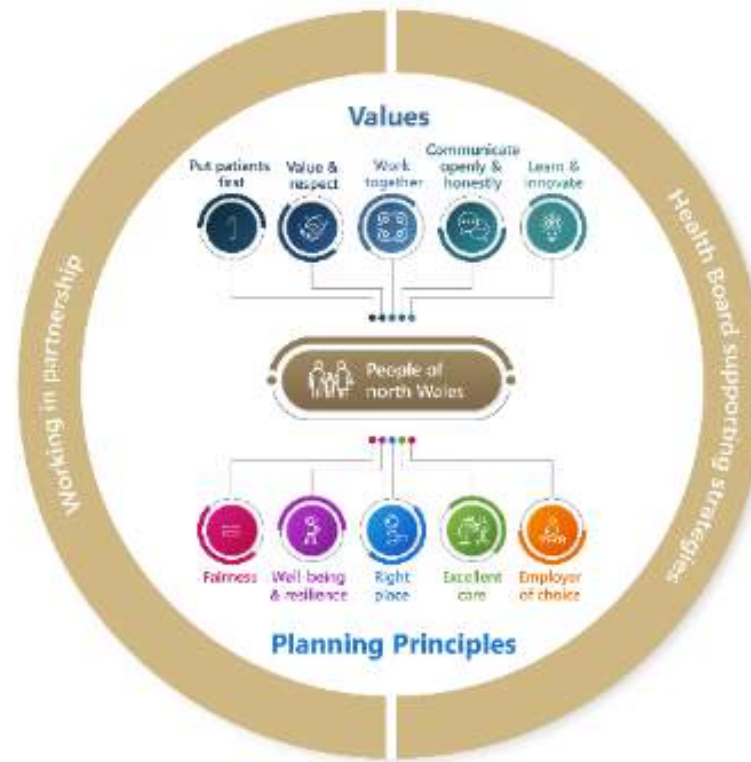 Values
Put patients
first
Value &
respect
Work
together
Communicate
openly &
honestly
Learn &
innovate
Working in partnership
Health Board supporting strategies
People of
north Wales
Fairness
Well-being
& resilience
Right
place
Excellent
care
Employer
of choice
Planning Principles